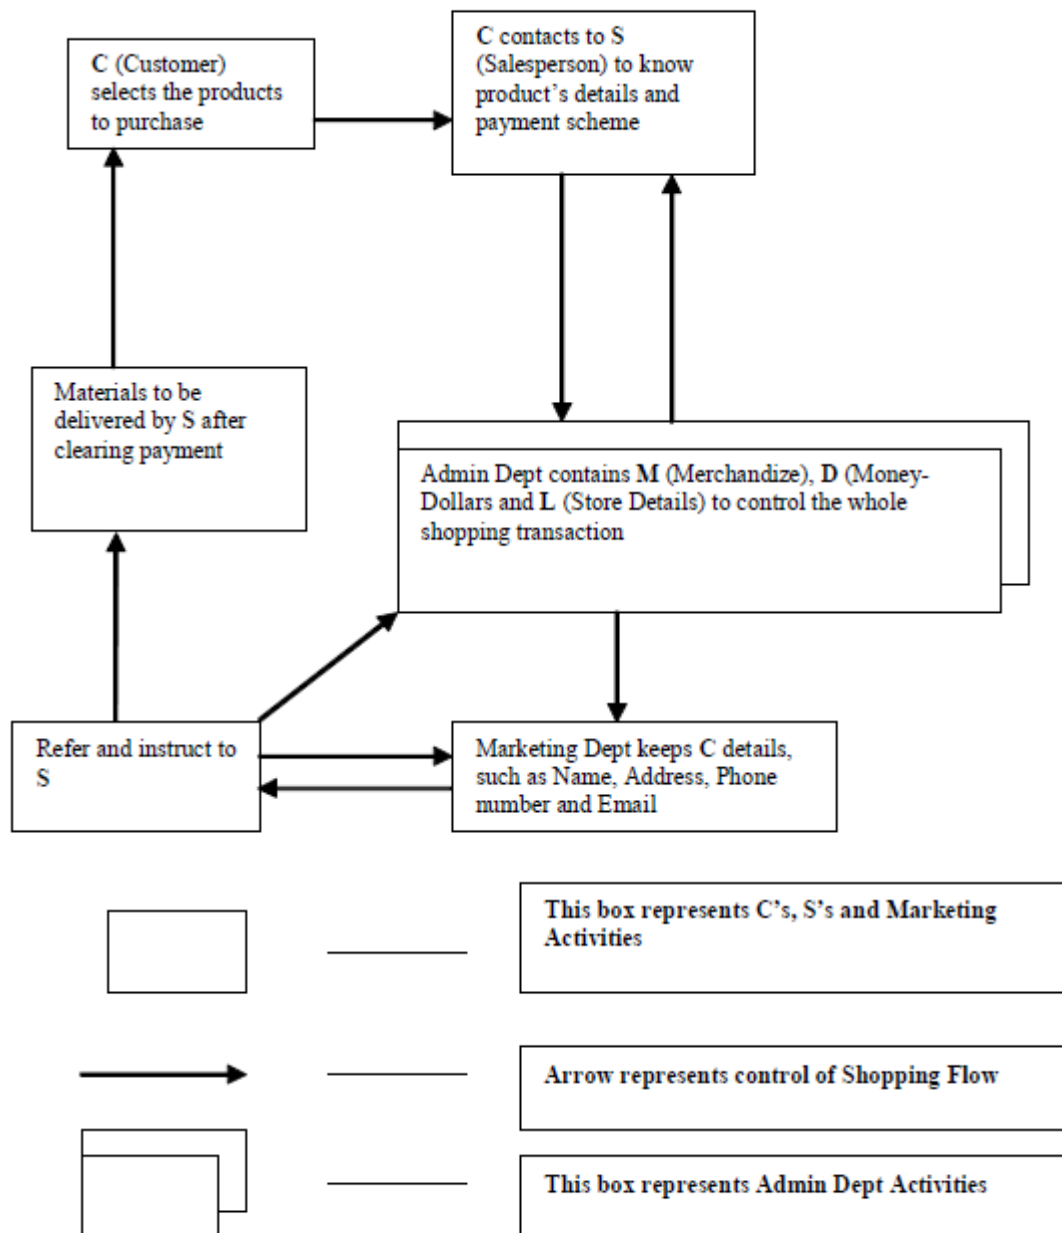 C (Customer)
selects the products
to purchase
C contacts to S
(Salesperson) to know
product’s details and
payment scheme
Materials to be
delivered by S after
clearing payment
Admin Dept contains M (Merchandize), D (Money-
Dollars and L (Store Details) to control the whole
shopping transaction
Refer and instruct to
S
Marketing Dept keeps C details,
such as Name, Address, Phone
number and Email
This box represents C’s, S’s and Marketing
Activities
Arrow represents control of Shopping Flow
This box represents Admin Dept Activities